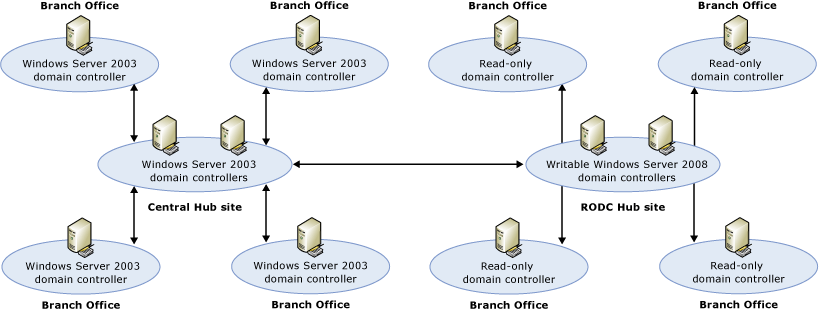 Branch Office
Branch Office
Branch Office
Branch Office
Windows Server 2003
domain controller
Windows Server 2003
domain controller
Read-only
domain controller
Read-only
domain controller
Windows Server 2003
domain controllers
Writable Windows Server 2008
domain controllers
Central Hub site
RODC Hub site
Windows Server 2003
domain controller
Windows Server 2003
domain controller
Read-only
domain controller
Read-only
domain controller
Branch Office
Branch Office
Branch Office
Branch Office